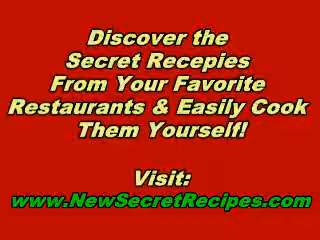 Discover the
Secret Recepies
From Your Favorite
Restaurants & Easily Cook
Them Yourself!
Visit:
www.NewSecretRecipes.com